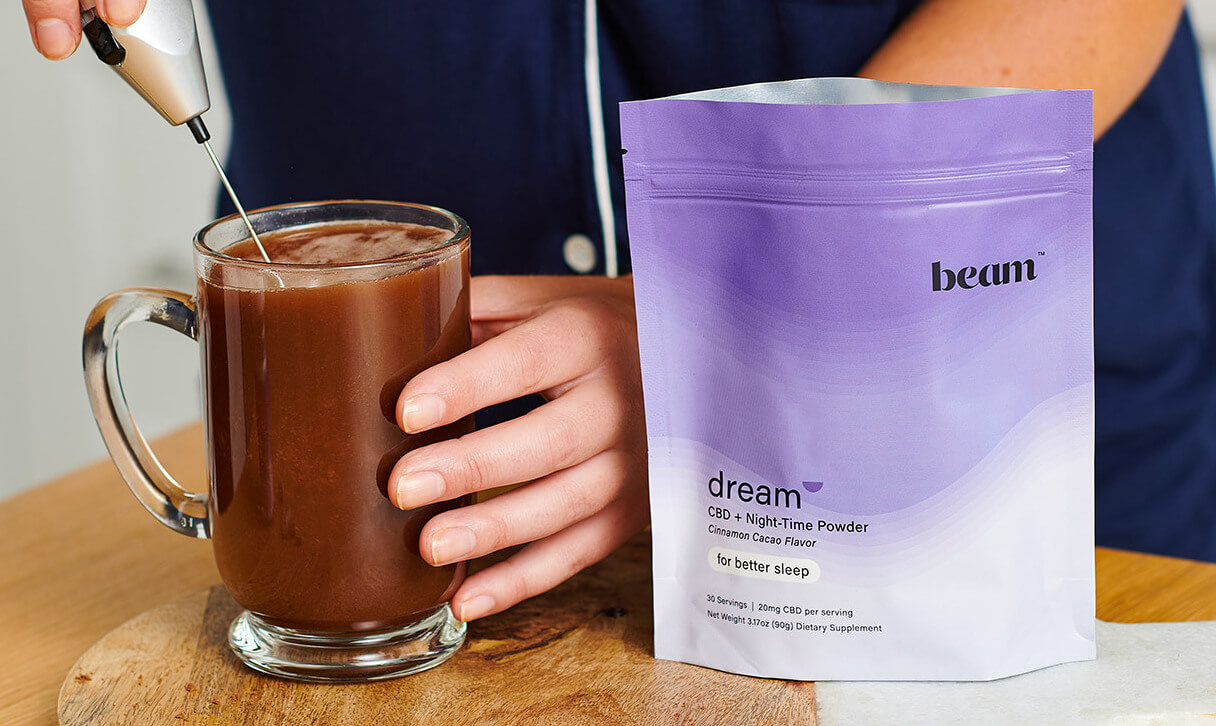 beam™
dream
CBD + Night-Time Powder
Cinnamon Cacao Flavor
for better sleep
30 Servings | 20mg CBD per serving
Net Weight 3.17oz (90g) Dietary Supplement